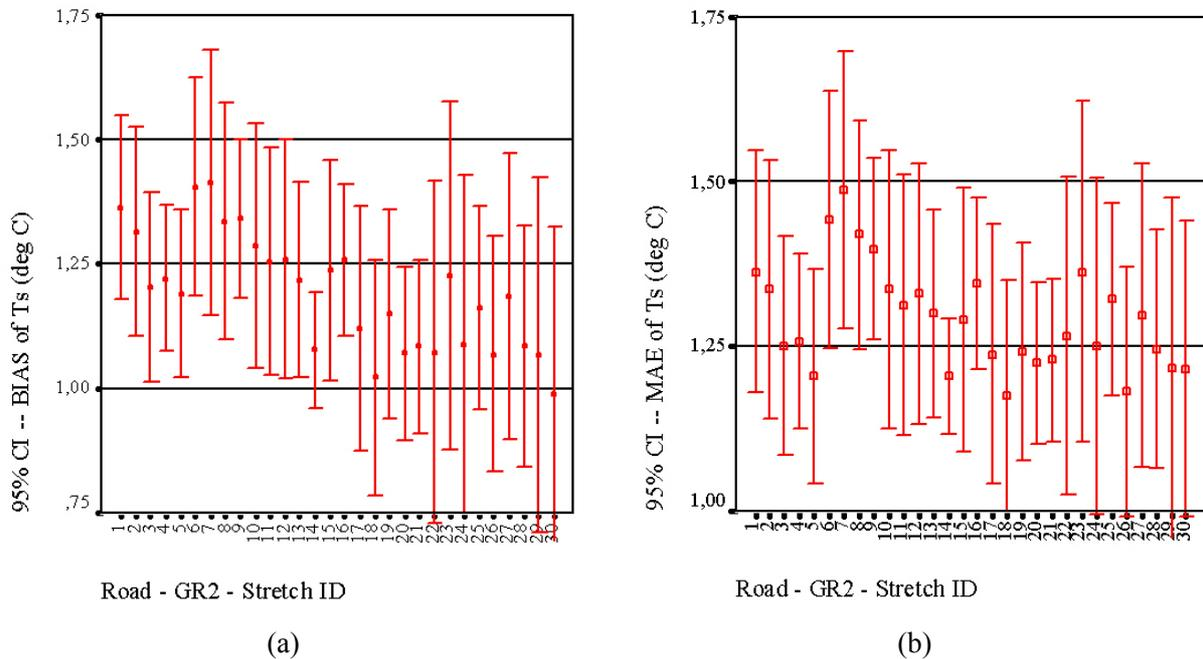 1,75
1,50
1,25
1,00
,75
95% CI -- BIAS of Ts (deg C)
1 2 3 4 5 6 7 8 9 10 11 12 13 14 15 16 17 18 19 20 21 22 23 24 25 26 27 28 29 30
Road - GR2 - Stretch ID
(a)
1,75
1,50
1,25
1,00
95% CI -- MAE of Ts (deg C)
1 2 3 4 5 6 7 8 9 10 11 12 13 14 15 16 17 18 19 20 21 22 23 24 25 26 27 28 29 30
Road - GR2 - Stretch ID
(b)